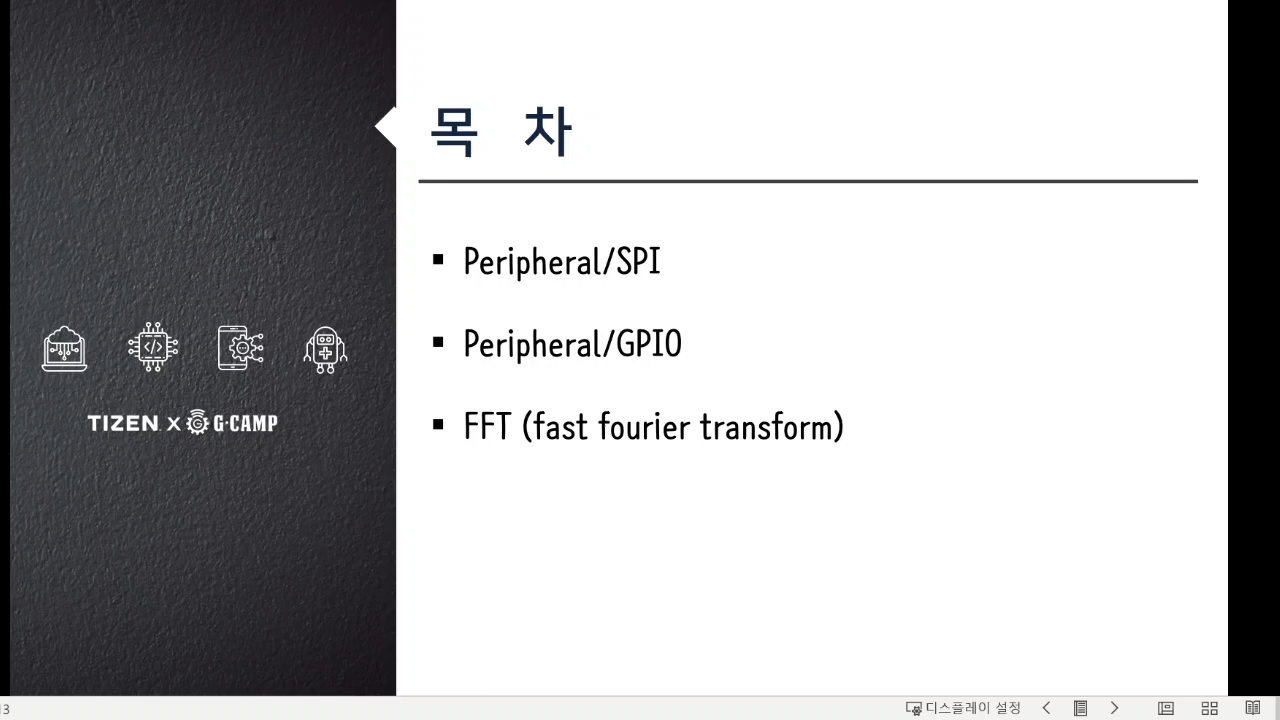 목 차
Peripheral/SPI
Peripheral/GPIO
FFT (fast fourier transform)
TIZEN X G·CAMP
디스플레이 설정